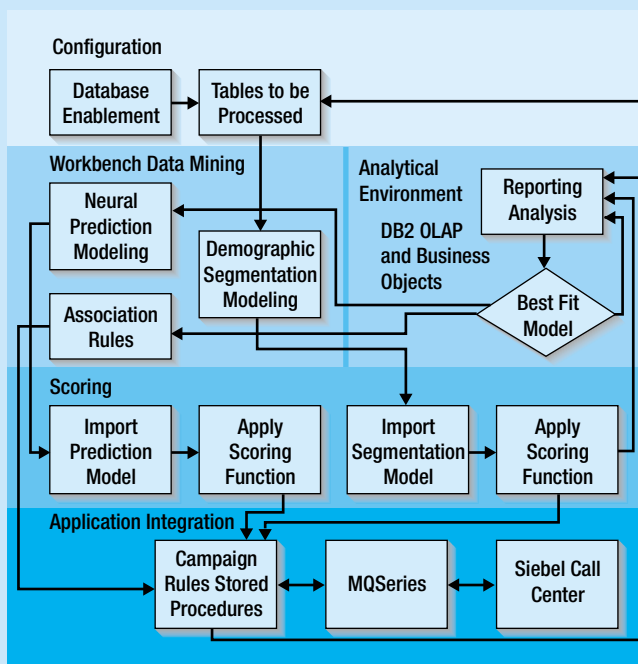 Configuration
Database
Enablement
Tables to be
Processed
Workbench Data Mining
Neural
Prediction
Modeling
Demographic
Segmentation
Modeling
Association
Rules
Analytical
Environment
DB2 OLAP
and Business
Objects
Reporting
Analysis
Best Fit
Model
Scoring
Import
Prediction
Model
Apply
Scoring
Function
Import
Segmentation
Model
Apply
Scoring
Function
Application Integration
Campaign
Rules Stored
Procedures
MQSeries
Siebel Call
Center